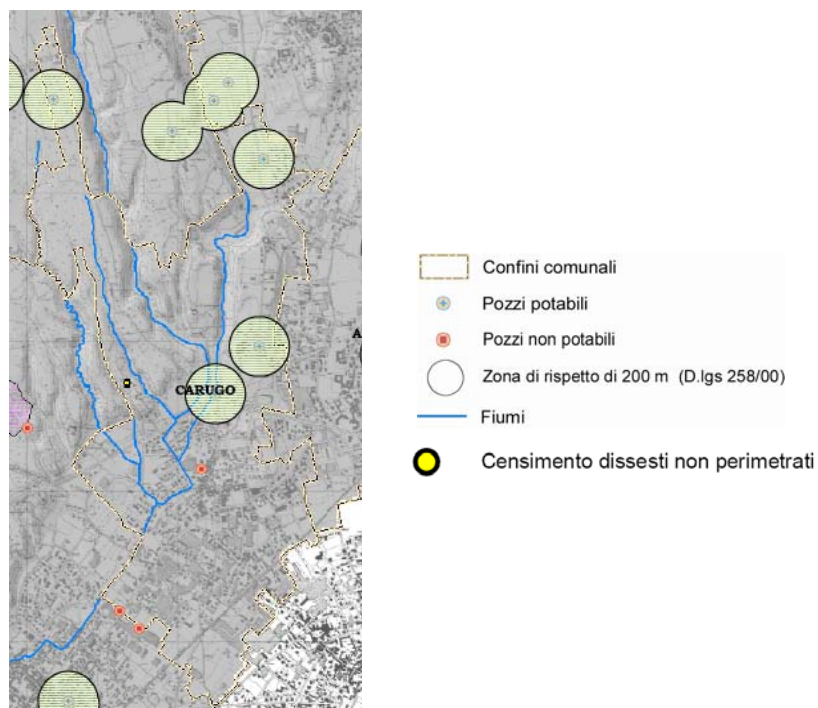 CARUGO
A
Confini comunali
Pozzi potabili
Pozzi non potabili
Zona di rispetto di 200 m (D.lgs 258/00)
Fiumi
Censimento dissesti non perimetrati